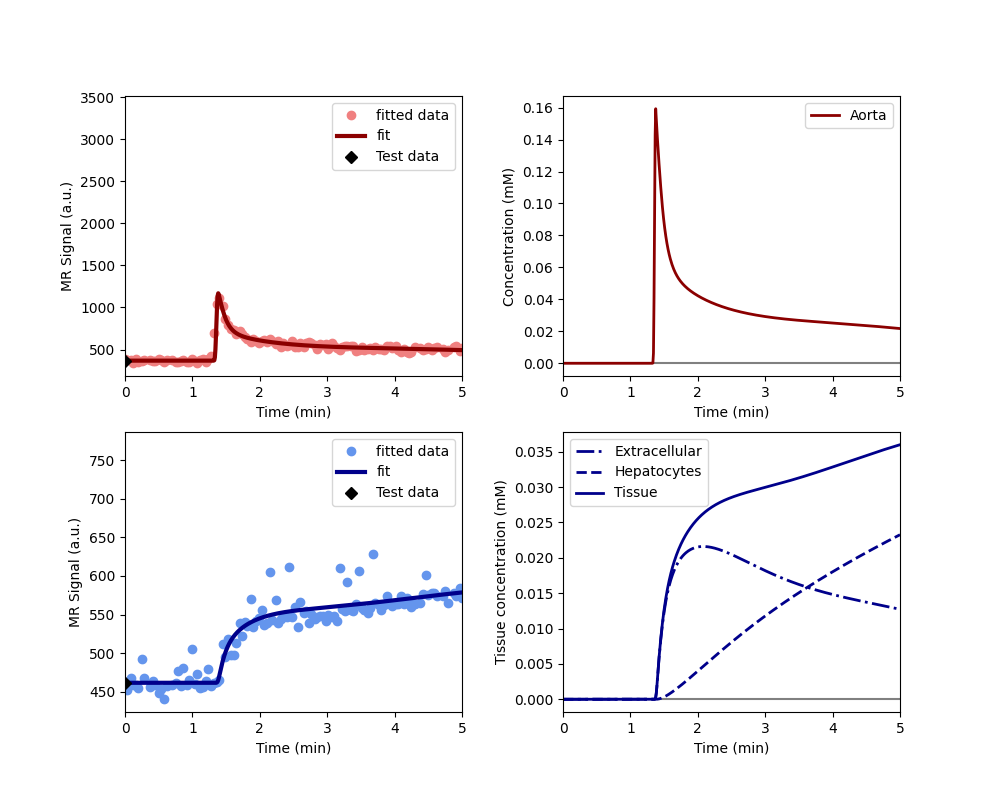 3500
3000
2500
2000
1500
1000
500
MR Signal (a.u.)
fitted data
fit
Test data
0 1 2 3 4 5
Time (min)
0.16
0.14
0.12
0.10
0.08
0.06
0.04
0.02
0.00
Concentration (mM)
Aorta
0 1 2 3 4 5
Time (min)
750
700
650
600
550
500
450
MR Signal (a.u.)
fitted data
fit
Test data
0 1 2 3 4 5
Time (min)
0.035
0.030
0.025
0.020
0.015
0.010
0.005
0.000
Tissue concentration (mM)
Extracellular
Hepatocytes
Tissue
0 1 2 3 4 5
Time (min)